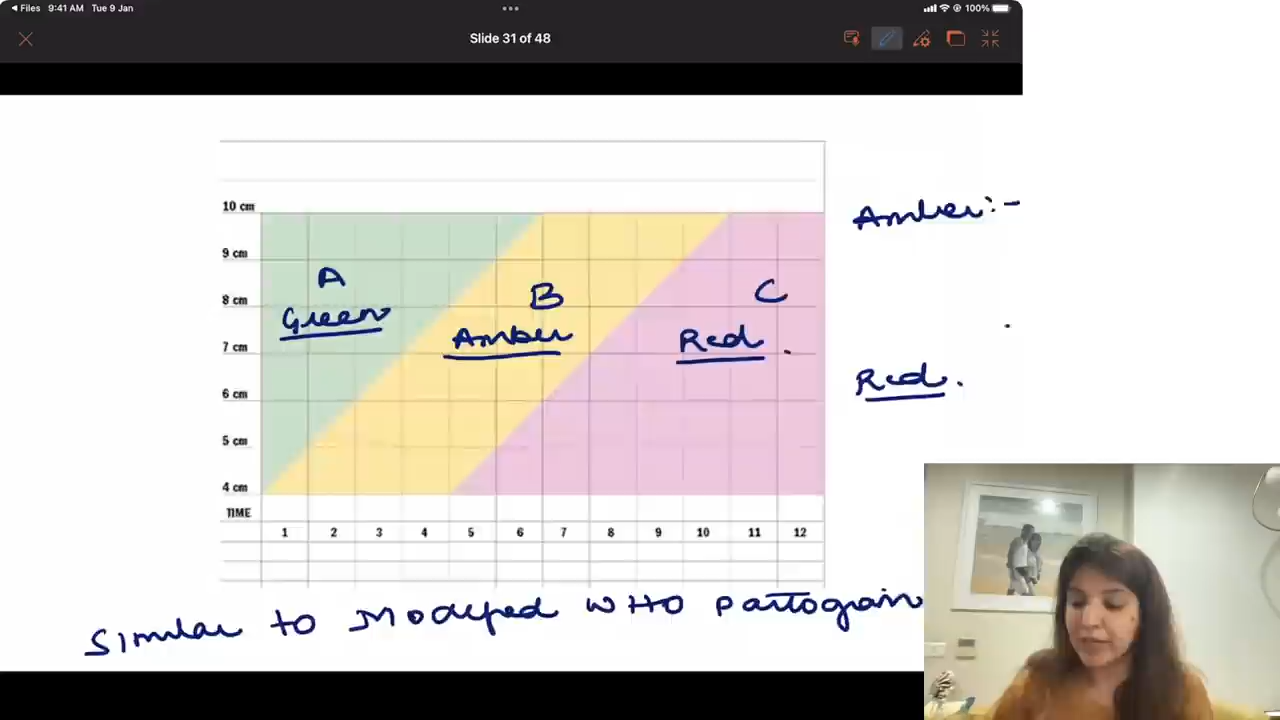 Files 9:41 AM Tue 9 Jan 100%
Slide 31 of 48
10 cm
9 cm
8 cm
7 cm
6 cm
5 cm
4 cm
TIME
1 2 3 4 5 6 7 8 9 10 11 12
A
Green
B
Amber
C
Red
Amber:-
Red.
Similar to Modified WHO Partogram